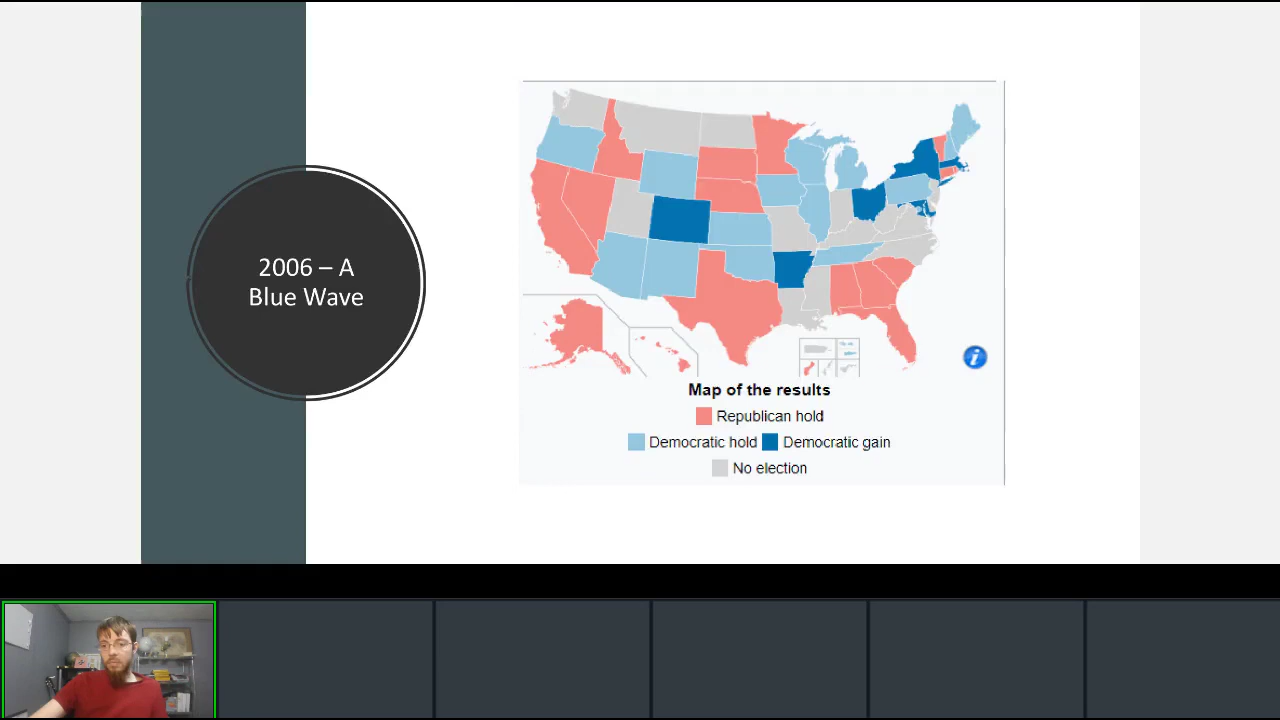 2006 – A
Blue Wave
Map of the results
Republican hold
Democratic hold
Democratic gain
No election